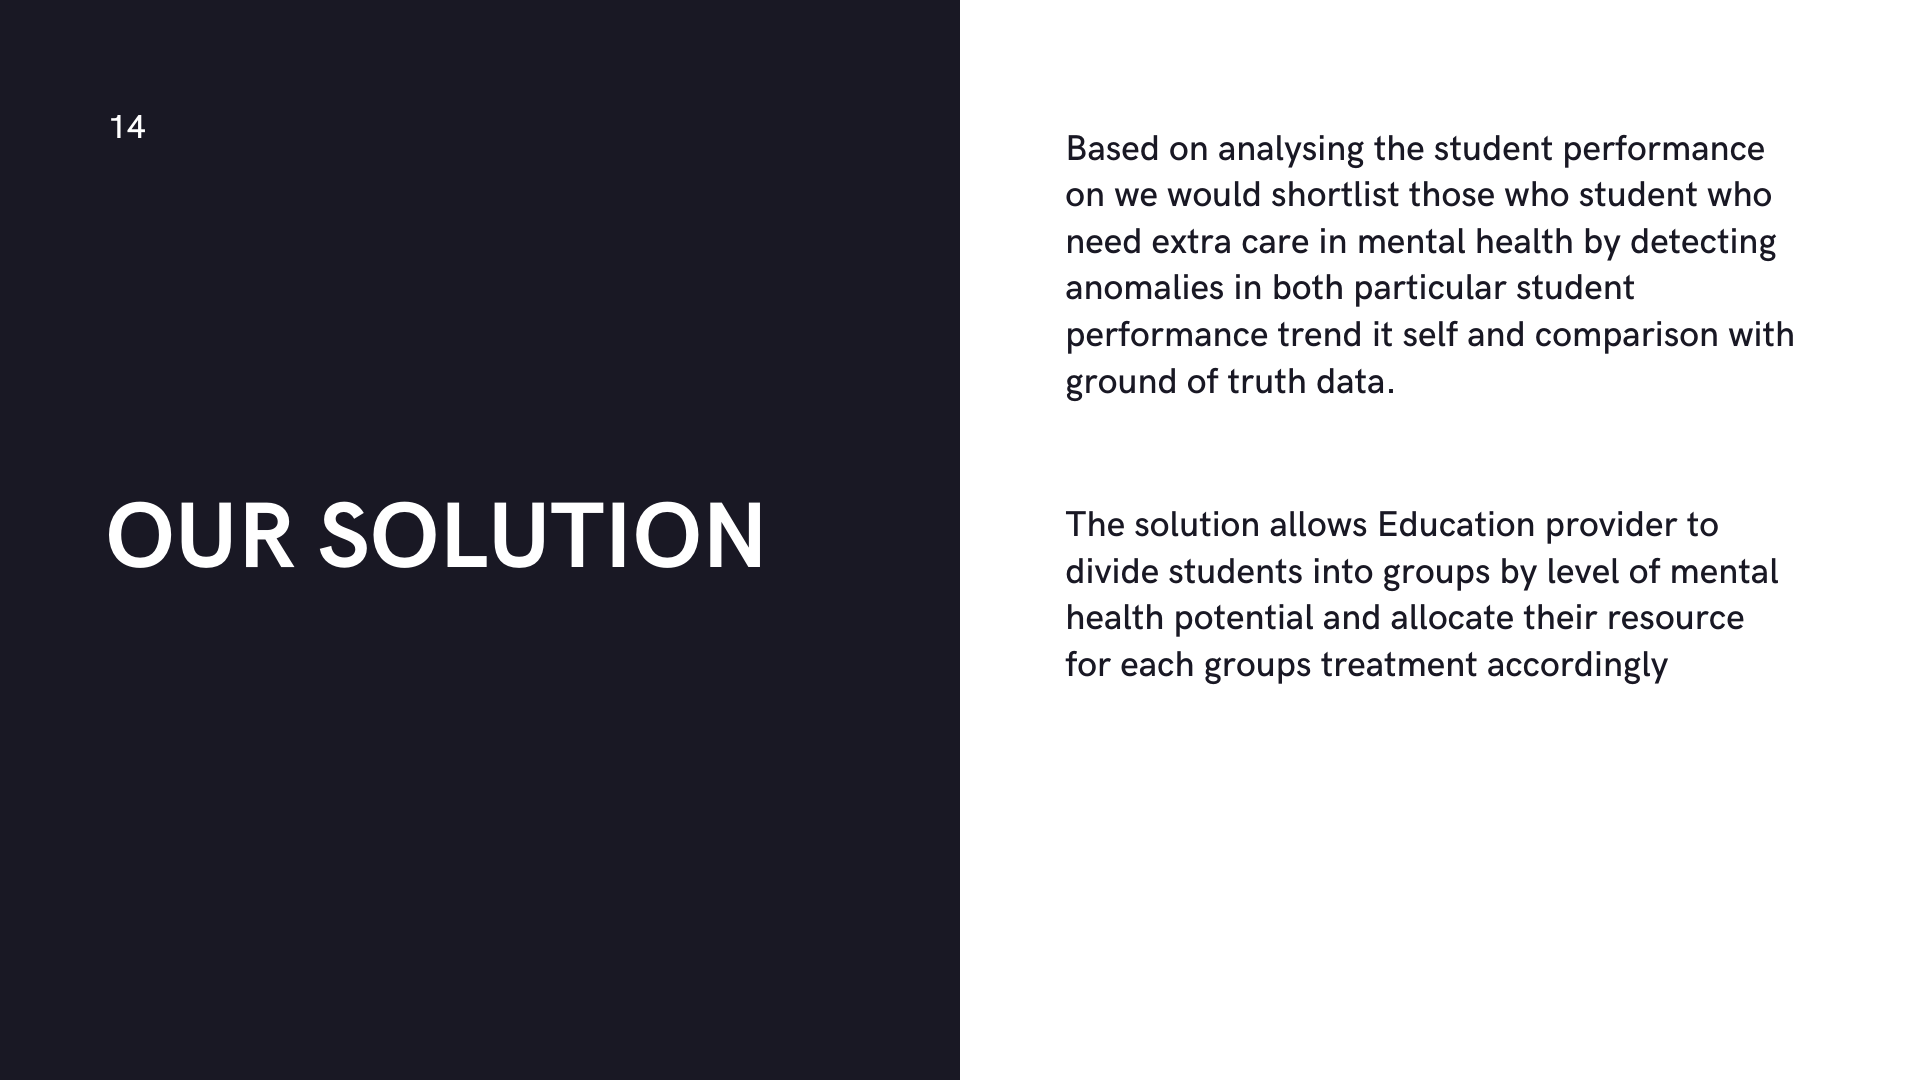 14
OUR SOLUTION
Based on analysing the student performance
on we would shortlist those who student who
need extra care in mental health by detecting
anomalies in both particular student
performance trend it self and comparison with
ground of truth data.
The solution allows Education provider to
divide students into groups by level of mental
health potential and allocate their resource
for each groups treatment accordingly